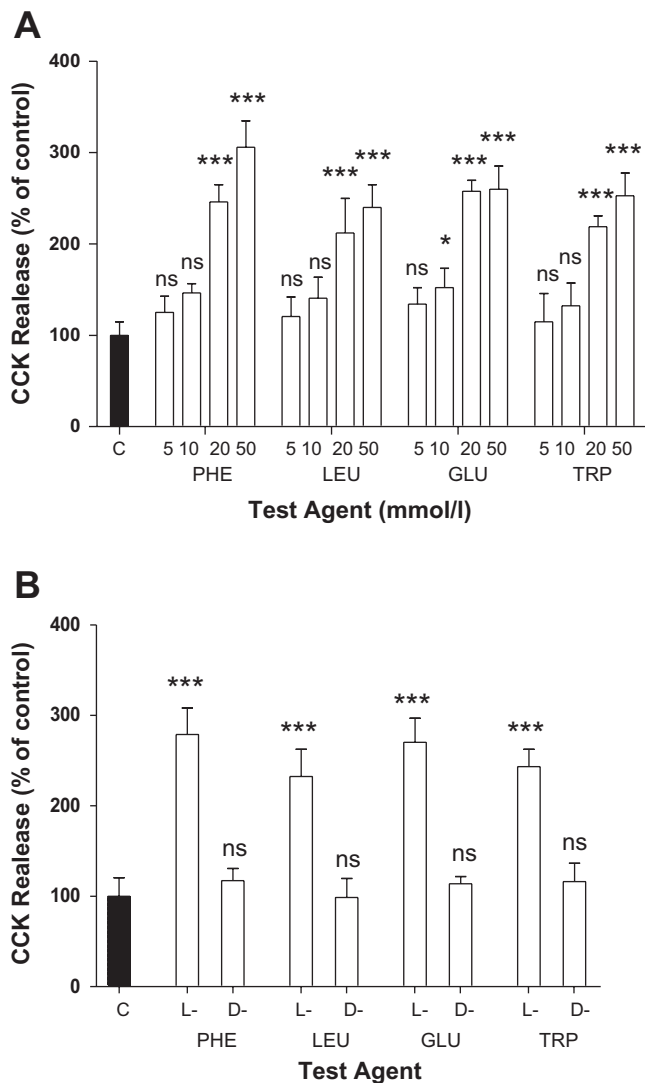 A
CCK Realease (% of control)
400
300
200
100
0
ns ns *** ***
ns ns *** ***
ns * *** ***
ns ns *** ***
C 5 10 20 50 5 10 20 50 5 10 20 50 5 10 20 50
PHE LEU GLU TRP
Test Agent (mmol/l)
B
CCK Realease (% of control)
400
300
200
100
0
*** ns *** ns *** ns *** ns
C L- D- L- D- L- D- L- D-
PHE LEU GLU TRP
Test Agent